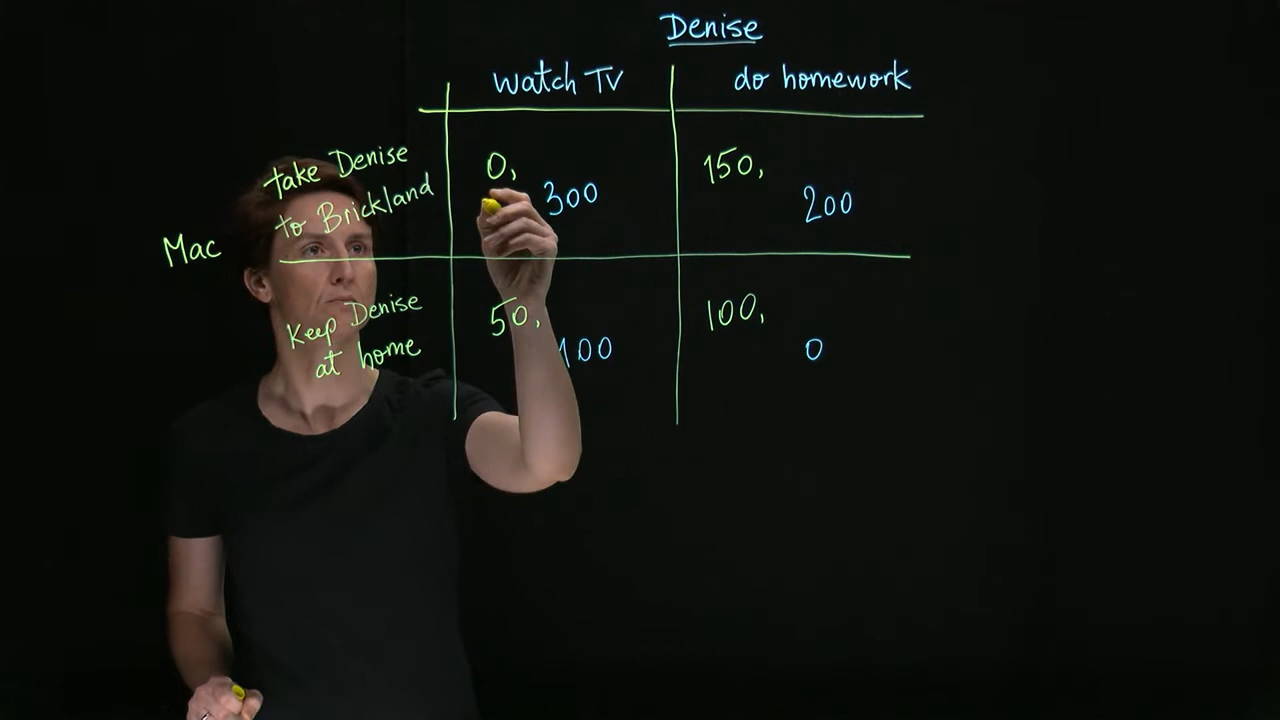 Denise
watch TV do homework
take Denise
to Brickland
0, 300
150, 200
Mac
Keep Denise
at home
50, 100
100, 0